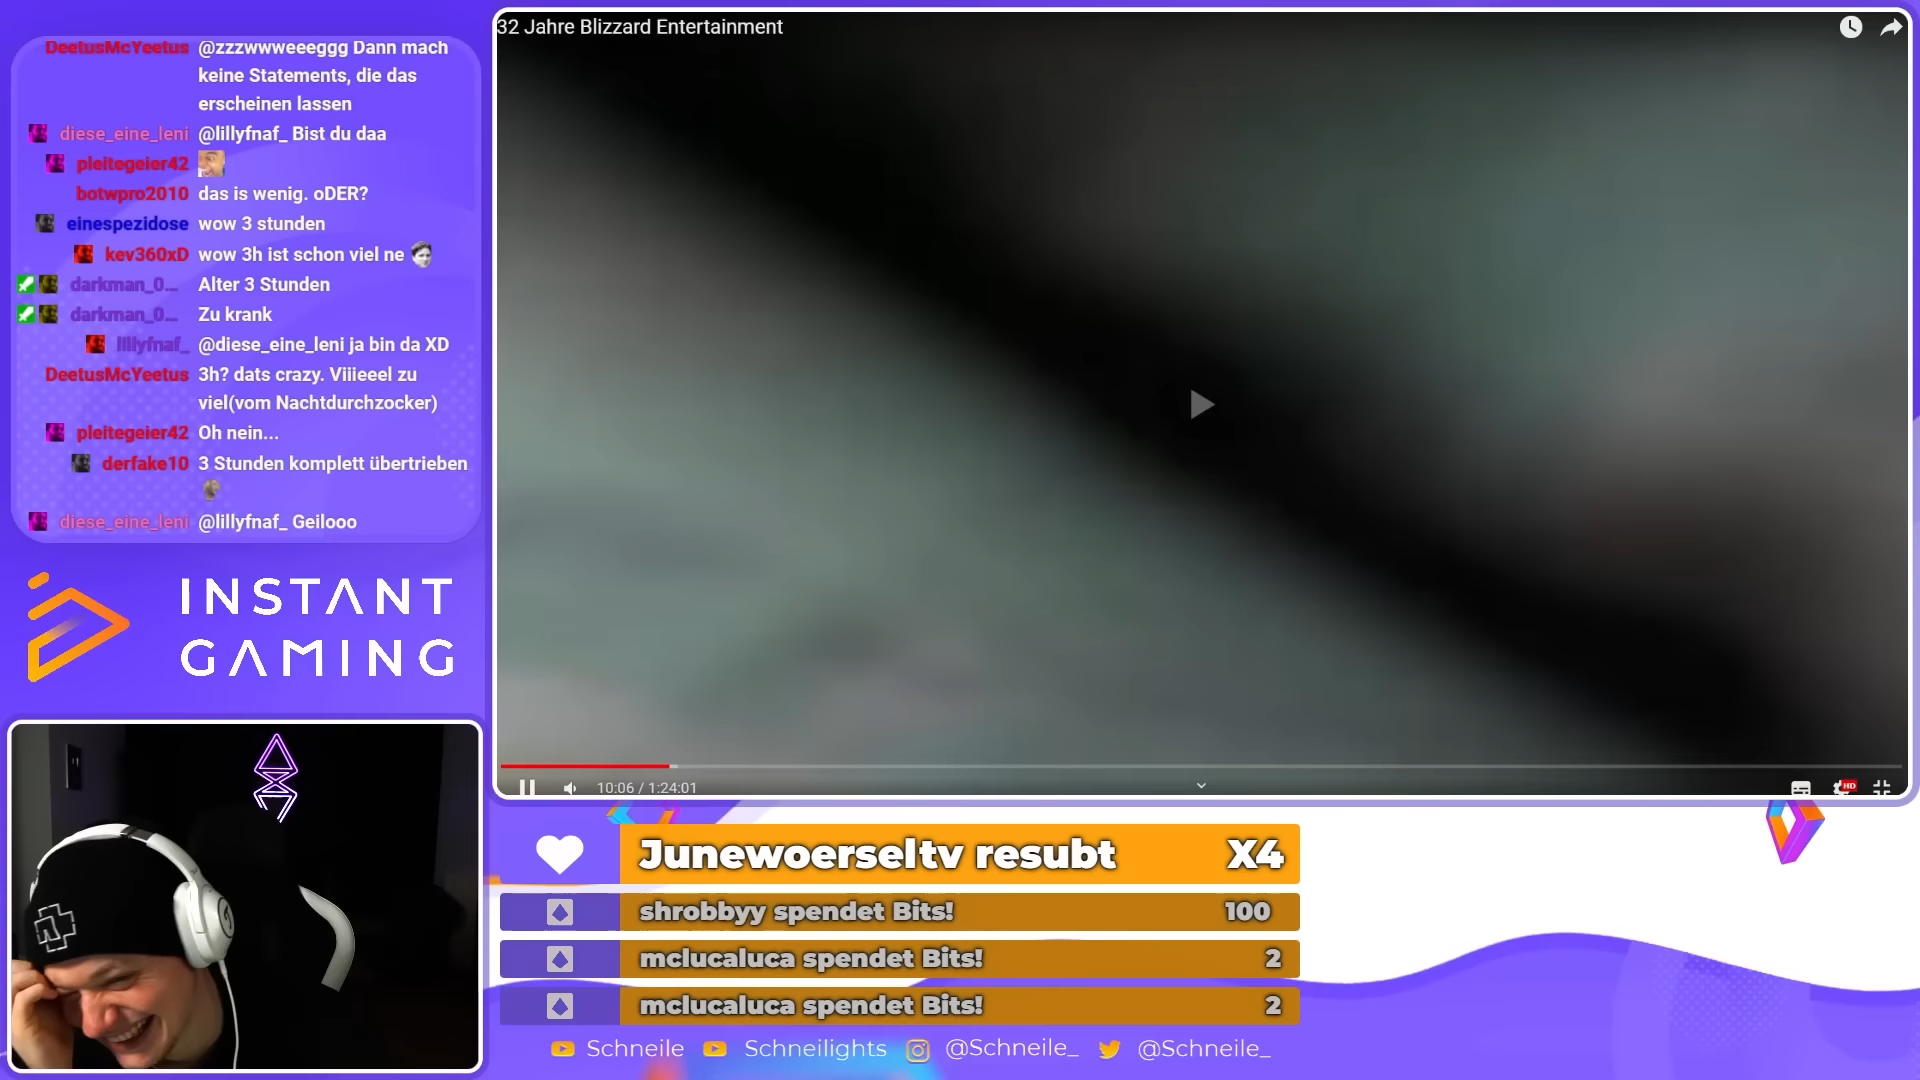 DeetusMcYeetus @zzzwwweeeggg Dann mach
keine Statements, die das
erscheinen lassen
diese_eine_leni @lillyfnaf_ Bist du daa
pleitegeier42
botwpro2010 das is wenig. oDER?
einespezidose wow 3 stunden
kev360xD wow 3h ist schon viel ne
darkman_0... Alter 3 Stunden
darkman_0... Zu krank
lillyfnaf_ @diese_eine_leni ja bin da XD
DeetusMcYeetus 3h? dats crazy. Viiieeel zu
viel(vom Nachtdurchzocker)
pleitegeier42 Oh nein...
derfake10 3 Stunden komplett übertrieben
diese_eine_leni @lillyfnaf_ Geilooo
INSTANT
GAMING
32 Jahre Blizzard Entertainment
10:06 / 1:24:01
HD
Junewoerseltv resubt X4
shrobbyy spendet Bits! 100
mclucaluca spendet Bits! 2
mclucaluca spendet Bits! 2
Schneile Schneilights @Schneile_ @Schneile_